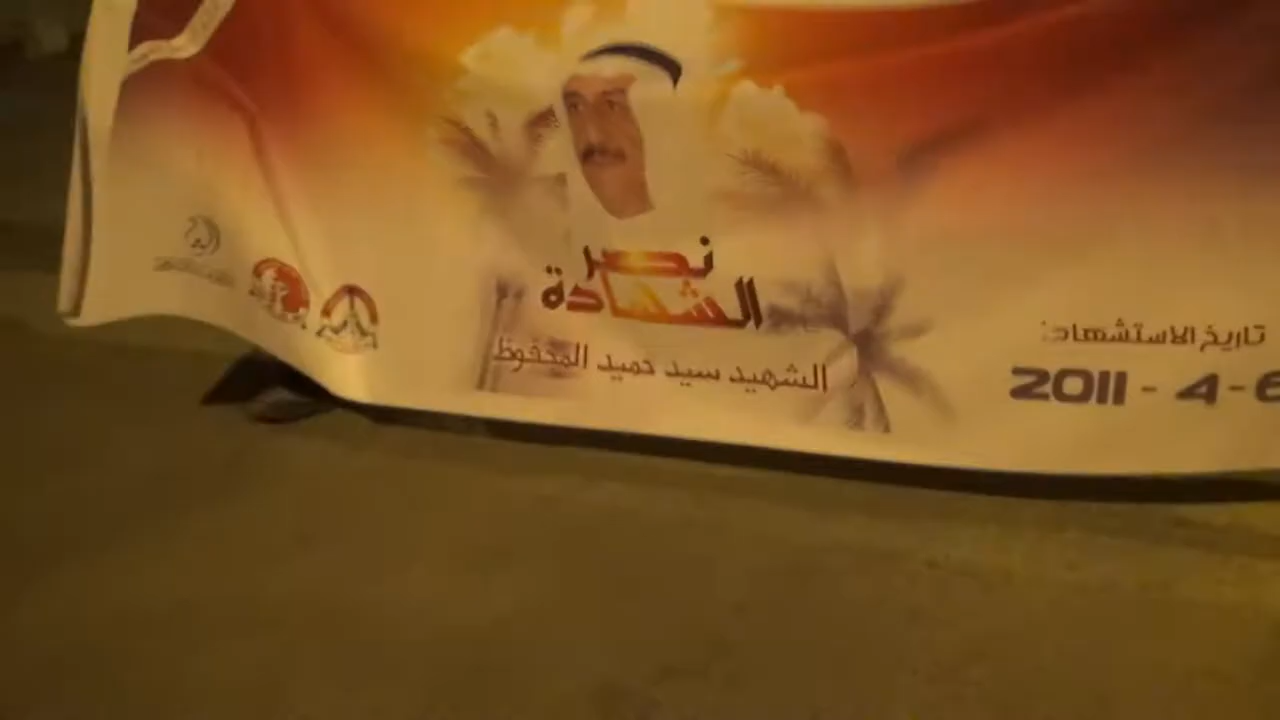 نصر
الشهادة
الشهيد سيد حميد المحفوظ
تاريخ الاستشهاد:
2011 - 4 - 6